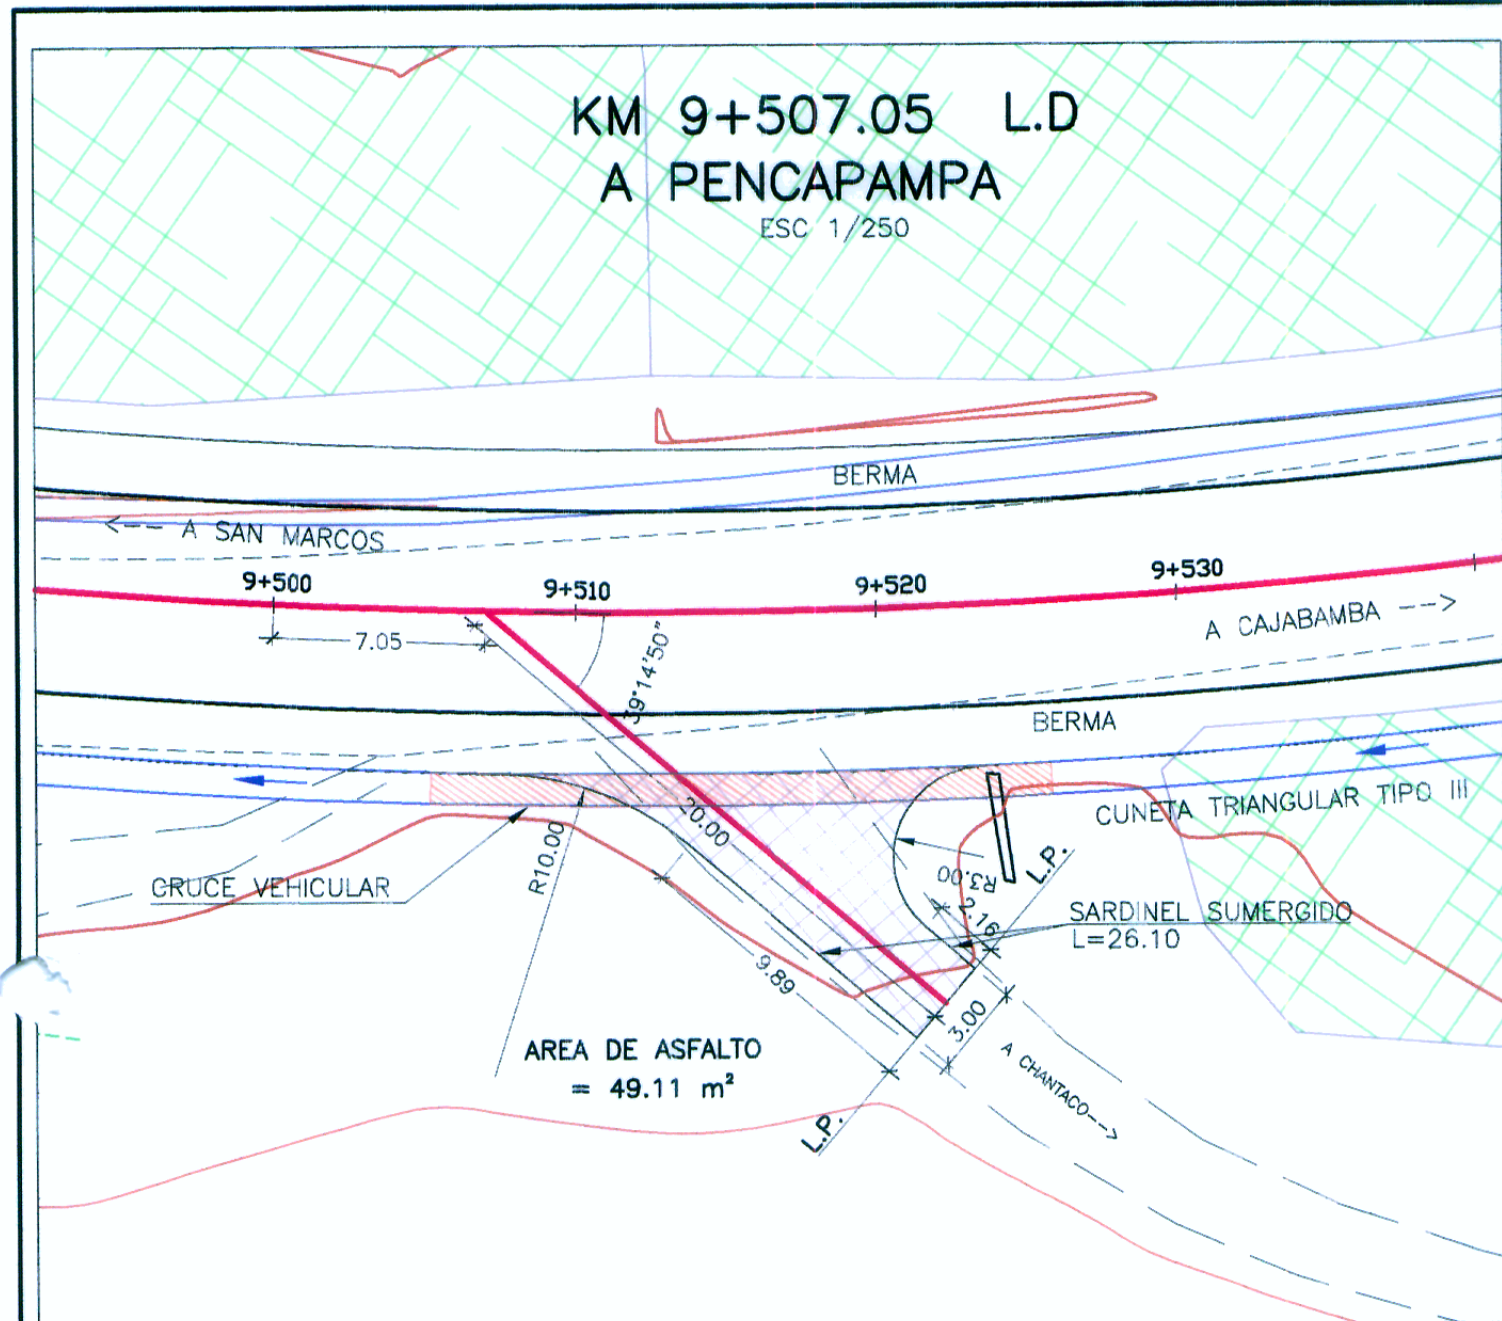 KM 9+507.05 L.D
A PENCAPAMPA
ESC 1/250
BERMA
<--- A SAN MARCOS
9+500
9+510
9+520
9+530
A CAJABAMBA -->
7.05
39°14'50"
BERMA
CUNETA TRIANGULAR TIPO III
20.00
R10.00
R3.00
L.P.
CRUCE VEHICULAR
2.16
SARDINEL SUMERGIDO
L=26.10
9.89
3.00
AREA DE ASFALTO
= 49.11 m²
A CHANTACO-->
L.P.